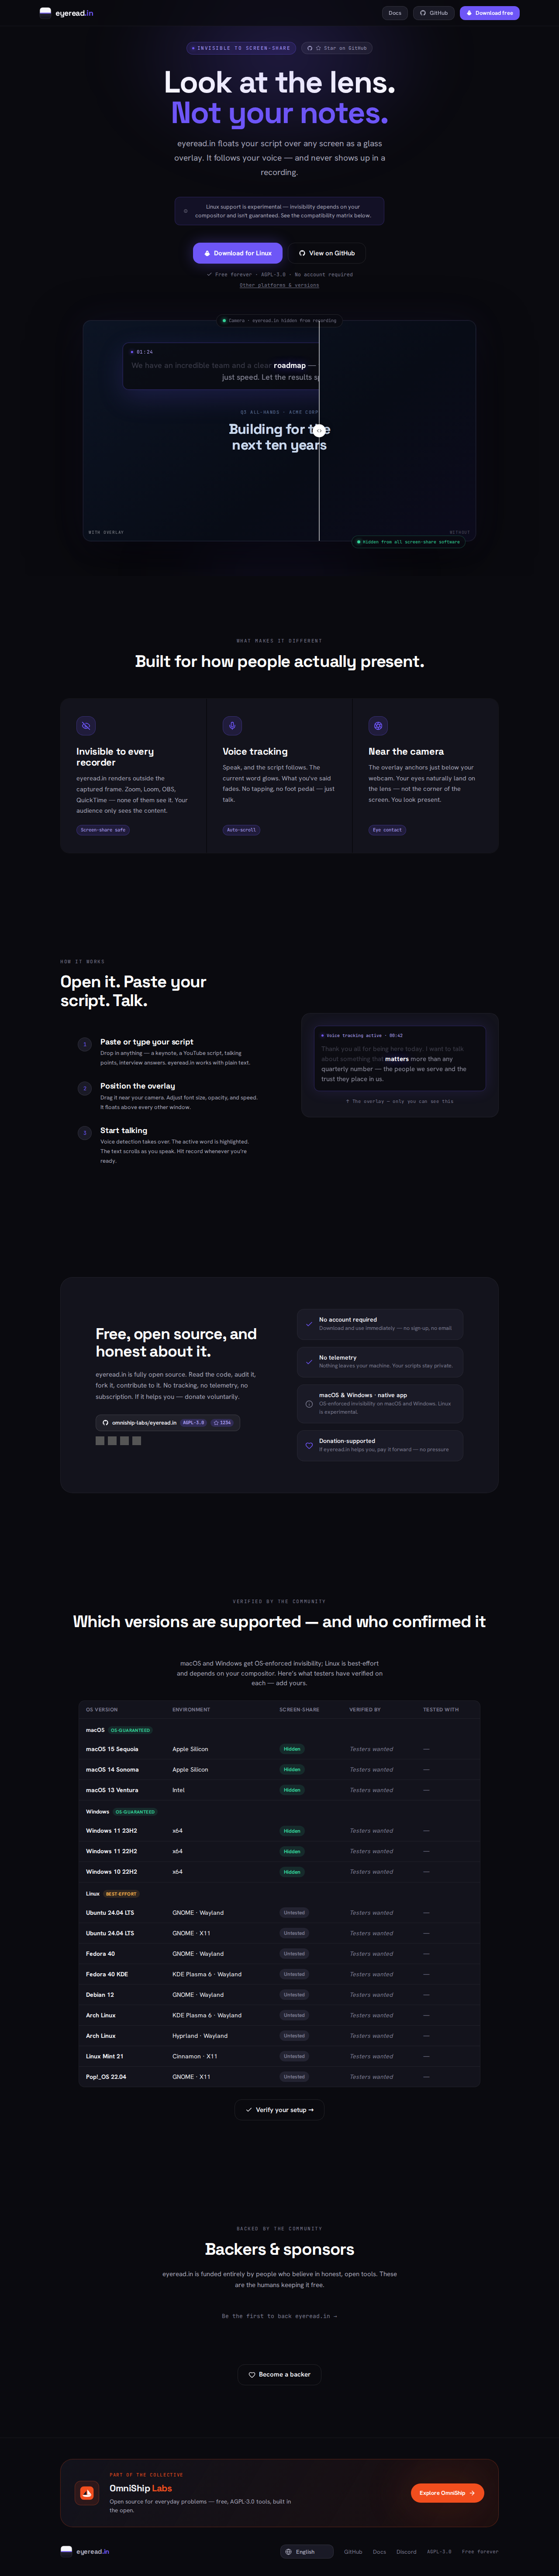 eyeread.in
Docs
GitHub
Download free
INVISIBLE TO SCREEN-SHARE
Star on GitHub
Look at the lens.
Not your notes.
eyeread.in floats your script over any screen as a glass
overlay. It follows your voice — and never shows up in a
recording.
Linux support is experimental — invisibility depends on your
compositor and isn't guaranteed. See the compatibility matrix below.
Download for Linux
View on GitHub
Free forever · AGPL-3.0 · No account required
Other platforms & versions
Camera · eyeread.in hidden from recording
01:24
We have an incredible team and a clear roadmap —
just speed. Let the results sp
Q3 ALL-HANDS · ACME CORP
Building for the
next ten years
WITH OVERLAY
WITHOUT
Hidden from all screen-share software
WHAT MAKES IT DIFFERENT
Built for how people actually present.
Invisible to every
recorder
eyeread.in renders outside the
captured frame. Zoom, Loom, OBS,
QuickTime — none of them see it. Your
audience only sees the content.
Screen-share safe
Voice tracking
Speak, and the script follows. The
current word glows. What you've said
fades. No tapping, no foot pedal — just
talk.
Auto-scroll
Near the camera
The overlay anchors just below your
webcam. Your eyes naturally land on
the lens — not the corner of the
screen. You look present.
Eye contact
HOW IT WORKS
Open it. Paste your
script. Talk.
1
Paste or type your script
Drop in anything — a keynote, a YouTube script, talking
points, interview answers. eyeread.in works with plain text.
2
Position the overlay
Drag it near your camera. Adjust font size, opacity, and speed.
It floats above every other window.
3
Start talking
Voice detection takes over. The active word is highlighted.
The text scrolls as you speak. Hit record whenever you're
ready.
Voice tracking active · 00:42
Thank you all for being here today. I want to talk
about something that matters more than any
quarterly number — the people we serve and the
trust they place in us.
↑ The overlay — only you can see this
Free, open source, and
honest about it.
eyeread.in is fully open source. Read the code, audit it,
fork it, contribute to it. No tracking, no telemetry, no
subscription. If it helps you — donate voluntarily.
omniship-labs/eyeread.in
AGPL-3.0
1256
No account required
Download and use immediately — no sign-up, no email.
No telemetry
Nothing leaves your machine. Your scripts stay private.
macOS & Windows · native app
OS-enforced invisibility on macOS and Windows. Linux
is experimental.
Donation-supported
If eyeread.in helps you, pay it forward — no pressure.
VERIFIED BY THE COMMUNITY
Which versions are supported — and who confirmed it
macOS and Windows get OS-enforced invisibility; Linux is best-effort
and depends on your compositor. Here's what testers have verified on
each — add yours.
OS VERSION ENVIRONMENT SCREEN-SHARE VERIFIED BY TESTED WITH
macOS OS-GUARANTEED
macOS 15 Sequoia Apple Silicon Hidden Testers wanted —
macOS 14 Sonoma Apple Silicon Hidden Testers wanted —
macOS 13 Ventura Intel Hidden Testers wanted —
Windows OS-GUARANTEED
Windows 11 23H2 x64 Hidden Testers wanted —
Windows 11 22H2 x64 Hidden Testers wanted —
Windows 10 22H2 x64 Hidden Testers wanted —
Linux BEST-EFFORT
Ubuntu 24.04 LTS GNOME · Wayland Untested Testers wanted —
Ubuntu 24.04 LTS GNOME · X11 Untested Testers wanted —
Fedora 40 GNOME · Wayland Untested Testers wanted —
Fedora 40 KDE KDE Plasma 6 · Wayland Untested Testers wanted —
Debian 12 GNOME · Wayland Untested Testers wanted —
Arch Linux KDE Plasma 6 · Wayland Untested Testers wanted —
Arch Linux Hyprland · Wayland Untested Testers wanted —
Linux Mint 21 Cinnamon · X11 Untested Testers wanted —
Pop!_OS 22.04 GNOME · X11 Untested Testers wanted —
Verify your setup →
BACKED BY THE COMMUNITY
Backers & sponsors
eyeread.in is funded entirely by people who believe in honest, open tools. These
are the humans keeping it free.
Be the first to back eyeread.in →
Become a backer
PART OF THE COLLECTIVE
OmniShip Labs
Open source for everyday problems — free, AGPL-3.0 tools, built in
the open.
Explore OmniShip →
eyeread.in
English
GitHub
Docs
Discord
AGPL-3.0
Free forever